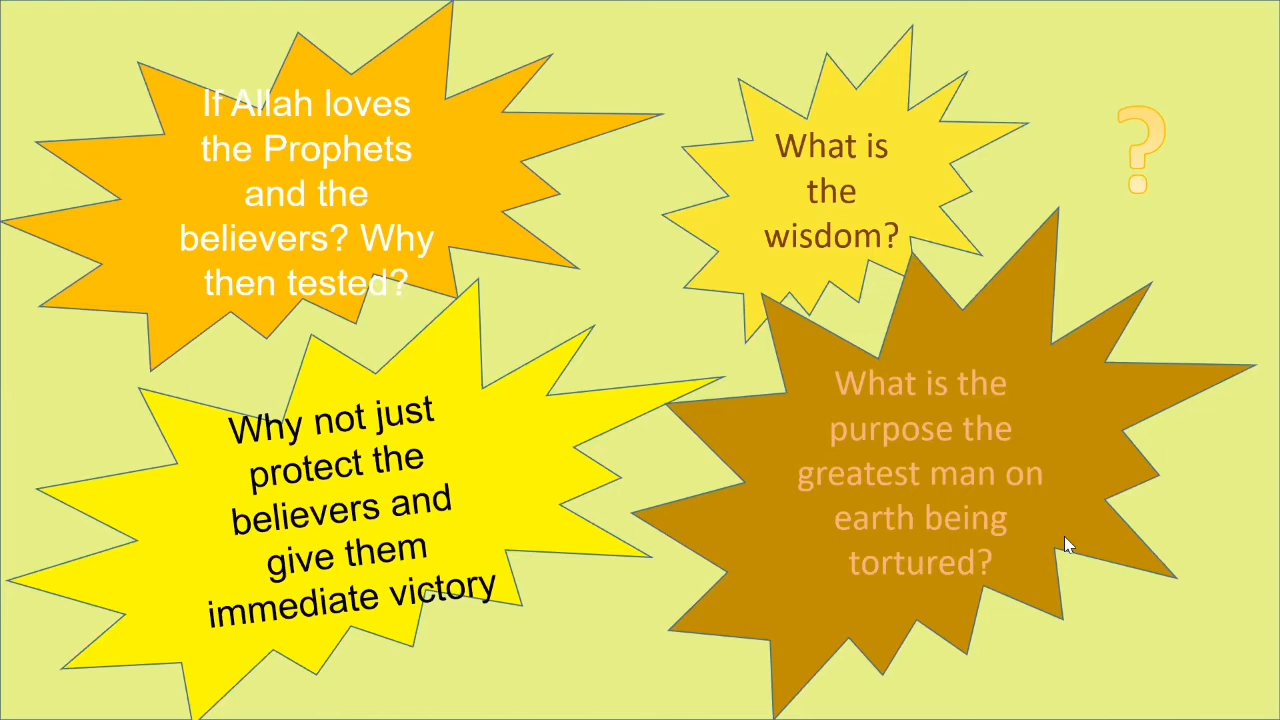 If Allah loves
the Prophets
and the
believers? Why
then tested?
What is
the
wisdom?
?
Why not just
protect the
believers and
give them
immediate victory
What is the
purpose the
greatest man on
earth being
tortured?